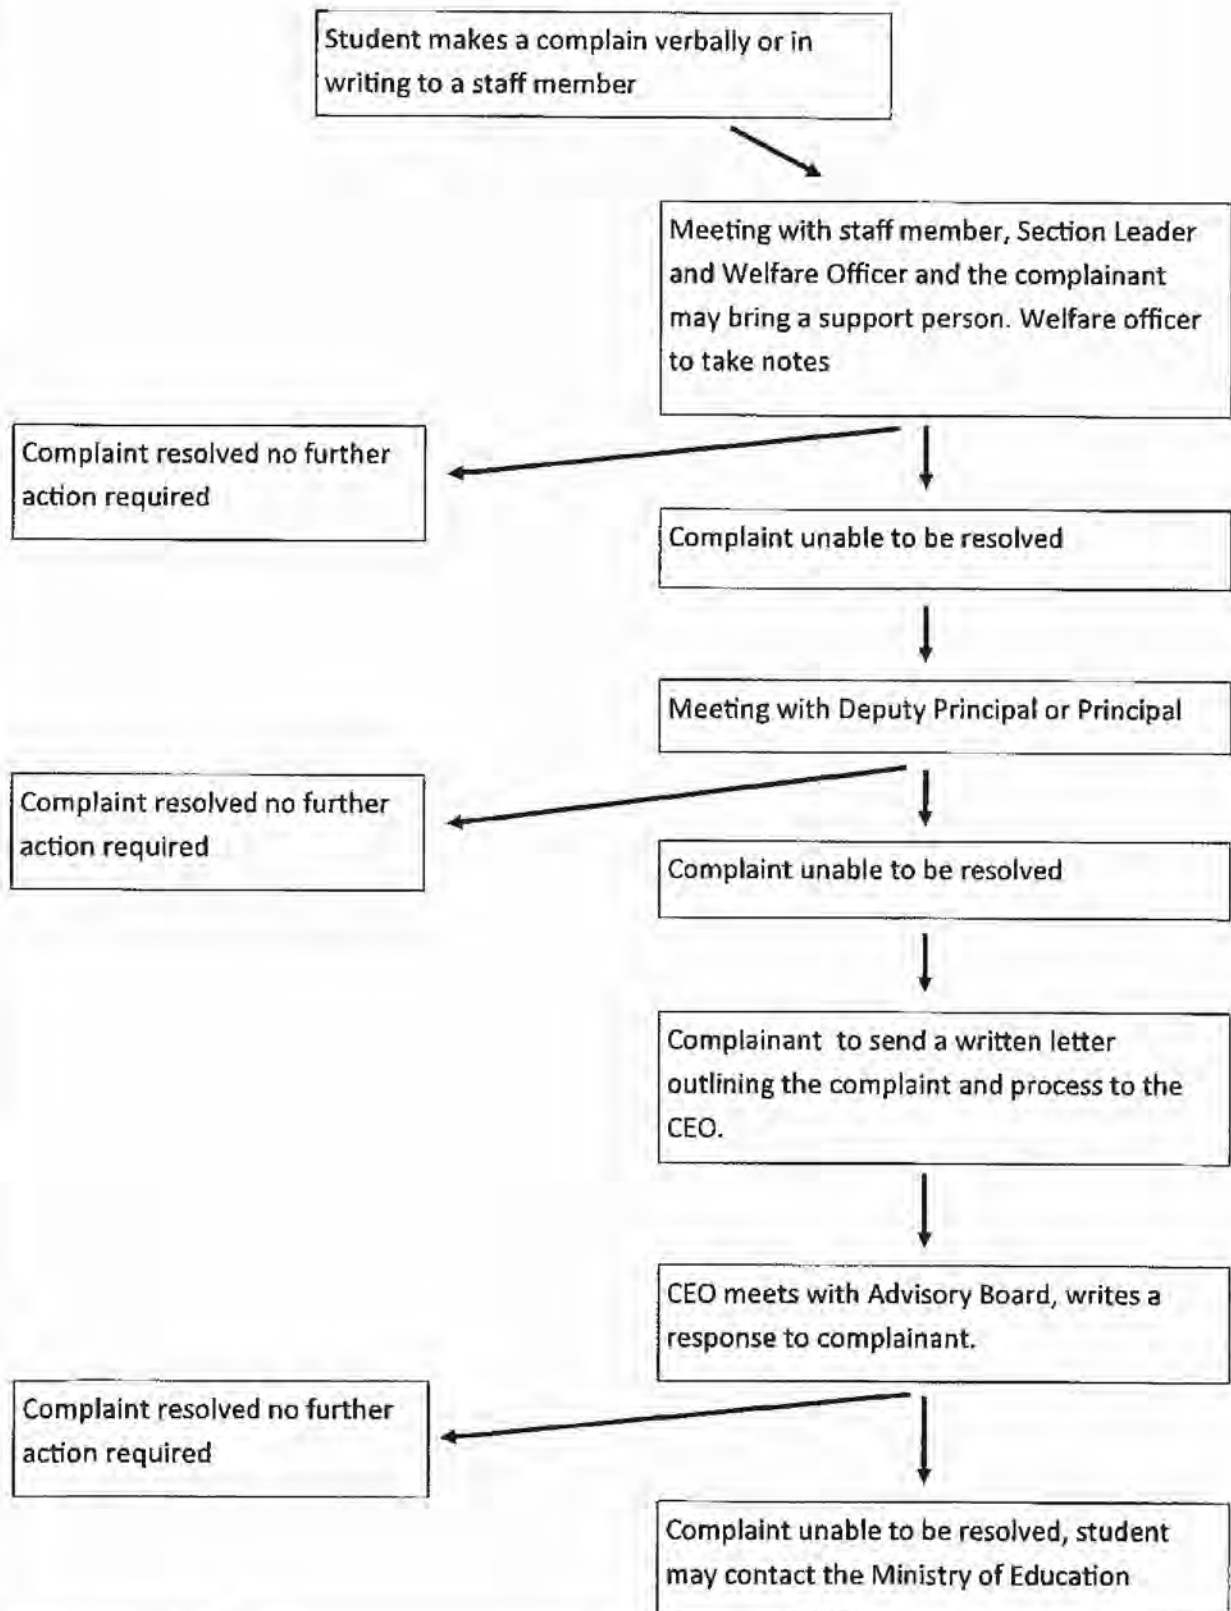 Student makes a complain verbally or in
writing to a staff member
Meeting with staff member, Section Leader
and Welfare Officer and the complainant
may bring a support person. Welfare officer
to take notes
Complaint resolved no further
action required
Complaint unable to be resolved
Meeting with Deputy Principal or Principal
Complaint resolved no further
action required
Complaint unable to be resolved
Complainant to send a written letter
outlining the complaint and process to the
CEO.
CEO meets with Advisory Board, writes a
response to complainant.
Complaint resolved no further
action required
Complaint unable to be resolved, student
may contact the Ministry of Education